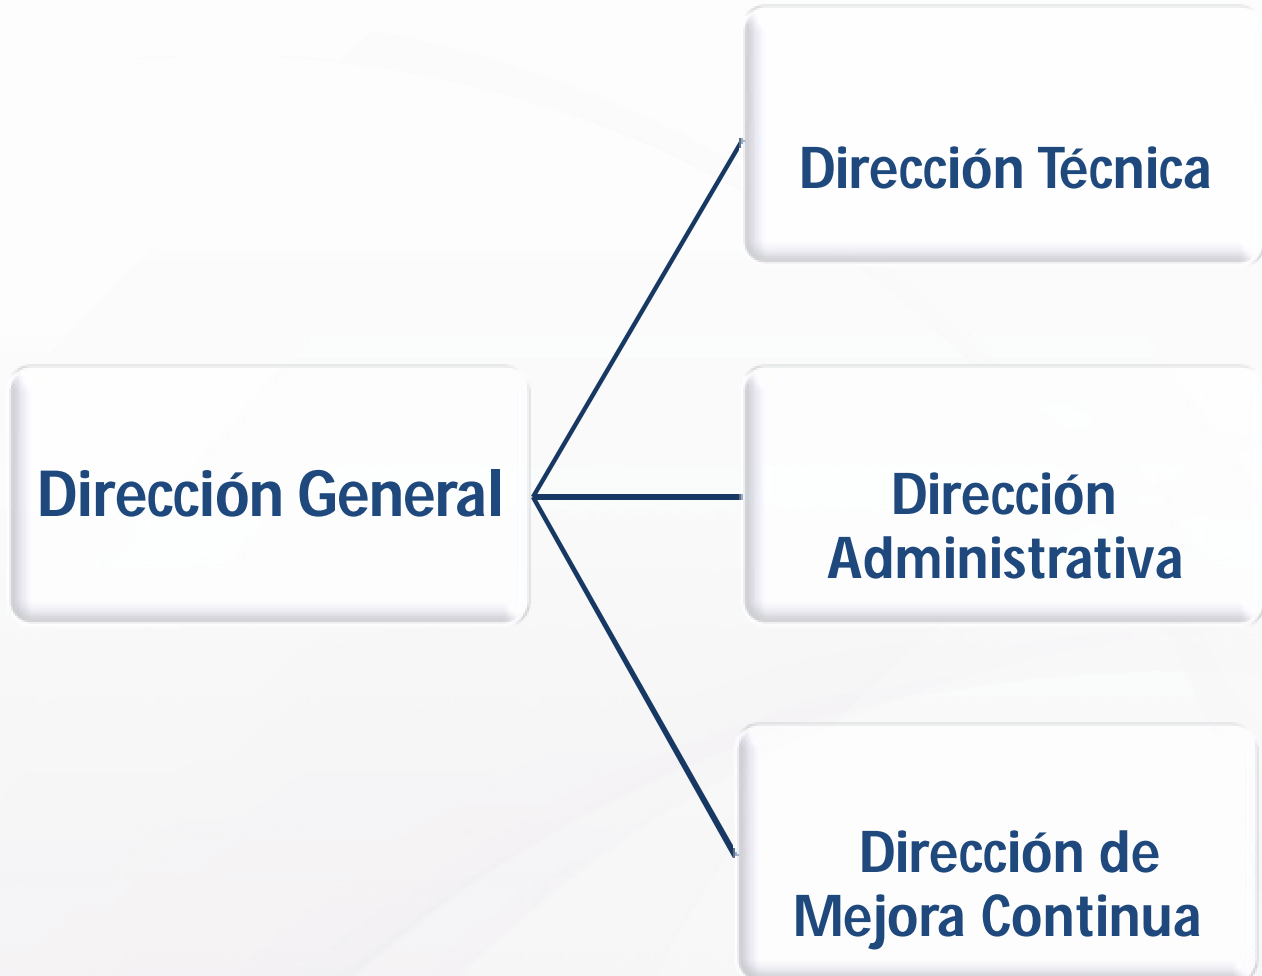 Dirección Técnica
Dirección General
Dirección
Administrativa
Dirección de
Mejora Continua